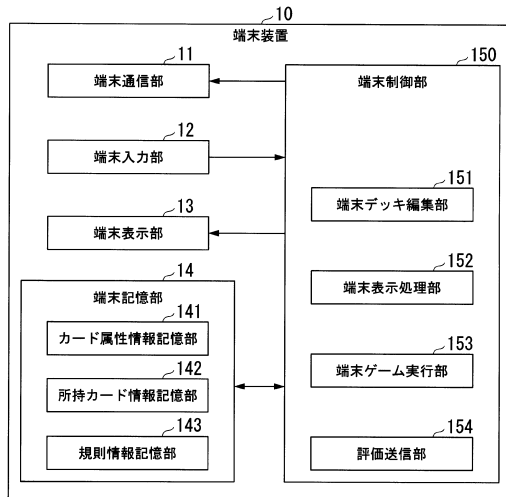 10
端末装置
11
端末通信部
12
端末入力部
13
端末表示部
14
端末記憶部
141
カード属性情報記憶部
142
所持カード情報記憶部
143
規則情報記憶部
150
端末制御部
151
端末デッキ編集部
152
端末表示処理部
153
端末ゲーム実行部
154
評価送信部